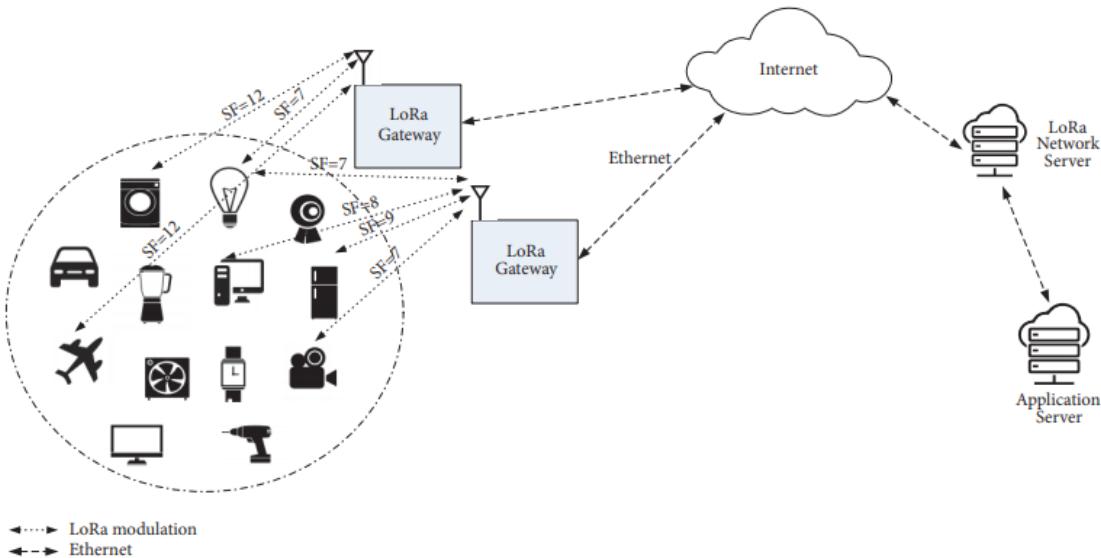 SF=12
SF=7
LoRa
Gateway
Internet
LoRa
Network
Server
SF=7
Ethernet
SF=8
SF=9
SF=12
SF=7
LoRa
Gateway
Application
Server
LoRa modulation
Ethernet